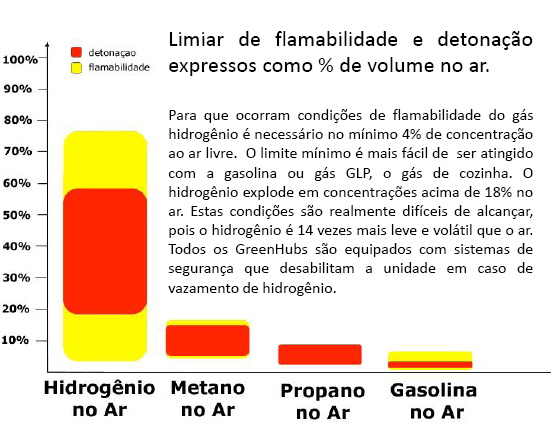 Limiar de flamabilidade e detonação
expressos como % de volume no ar.
detonaçao
flamabilidade
100%
90%
80%
70%
60%
50%
40%
30%
20%
10%
Para que ocorram condições de flamabilidade do gás
hidrogênio é necessário no mínimo 4% de concentração
ao ar livre. O limite mínimo é mais fácil de ser atingido
com a gasolina ou gás GLP, o gás de cozinha. O
hidrogênio explode em concentrações acima de 18% no
ar. Estas condições são realmente difíceis de alcançar,
pois o hidrogênio é 14 vezes mais leve e volátil que o ar.
Todos os GreenHubs são equipados com sistemas de
segurança que desabilitam a unidade em caso de
vazamento de hidrogênio.
Hidrogênio
no Ar
Metano
no Ar
Propano
no Ar
Gasolina
no Ar